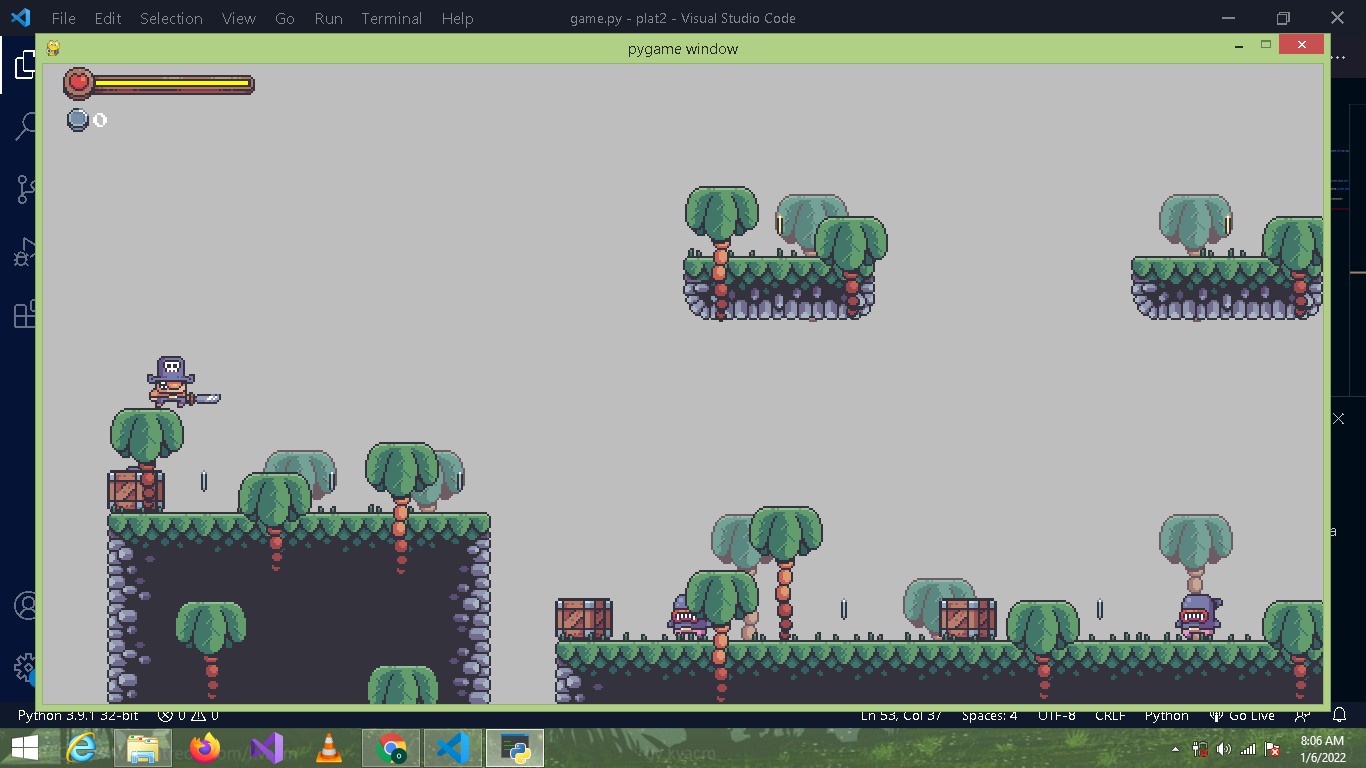 File Edit Selection View Go Run Terminal Help game.py - plat2 - Visual Studio Code
pygame window
0
a
Python 3.9.1 32-bit 0 0 Ln 53, Col 37 Spaces: 4 UTF-8 CRLF Python Go Live
8:06 AM
1/6/2022